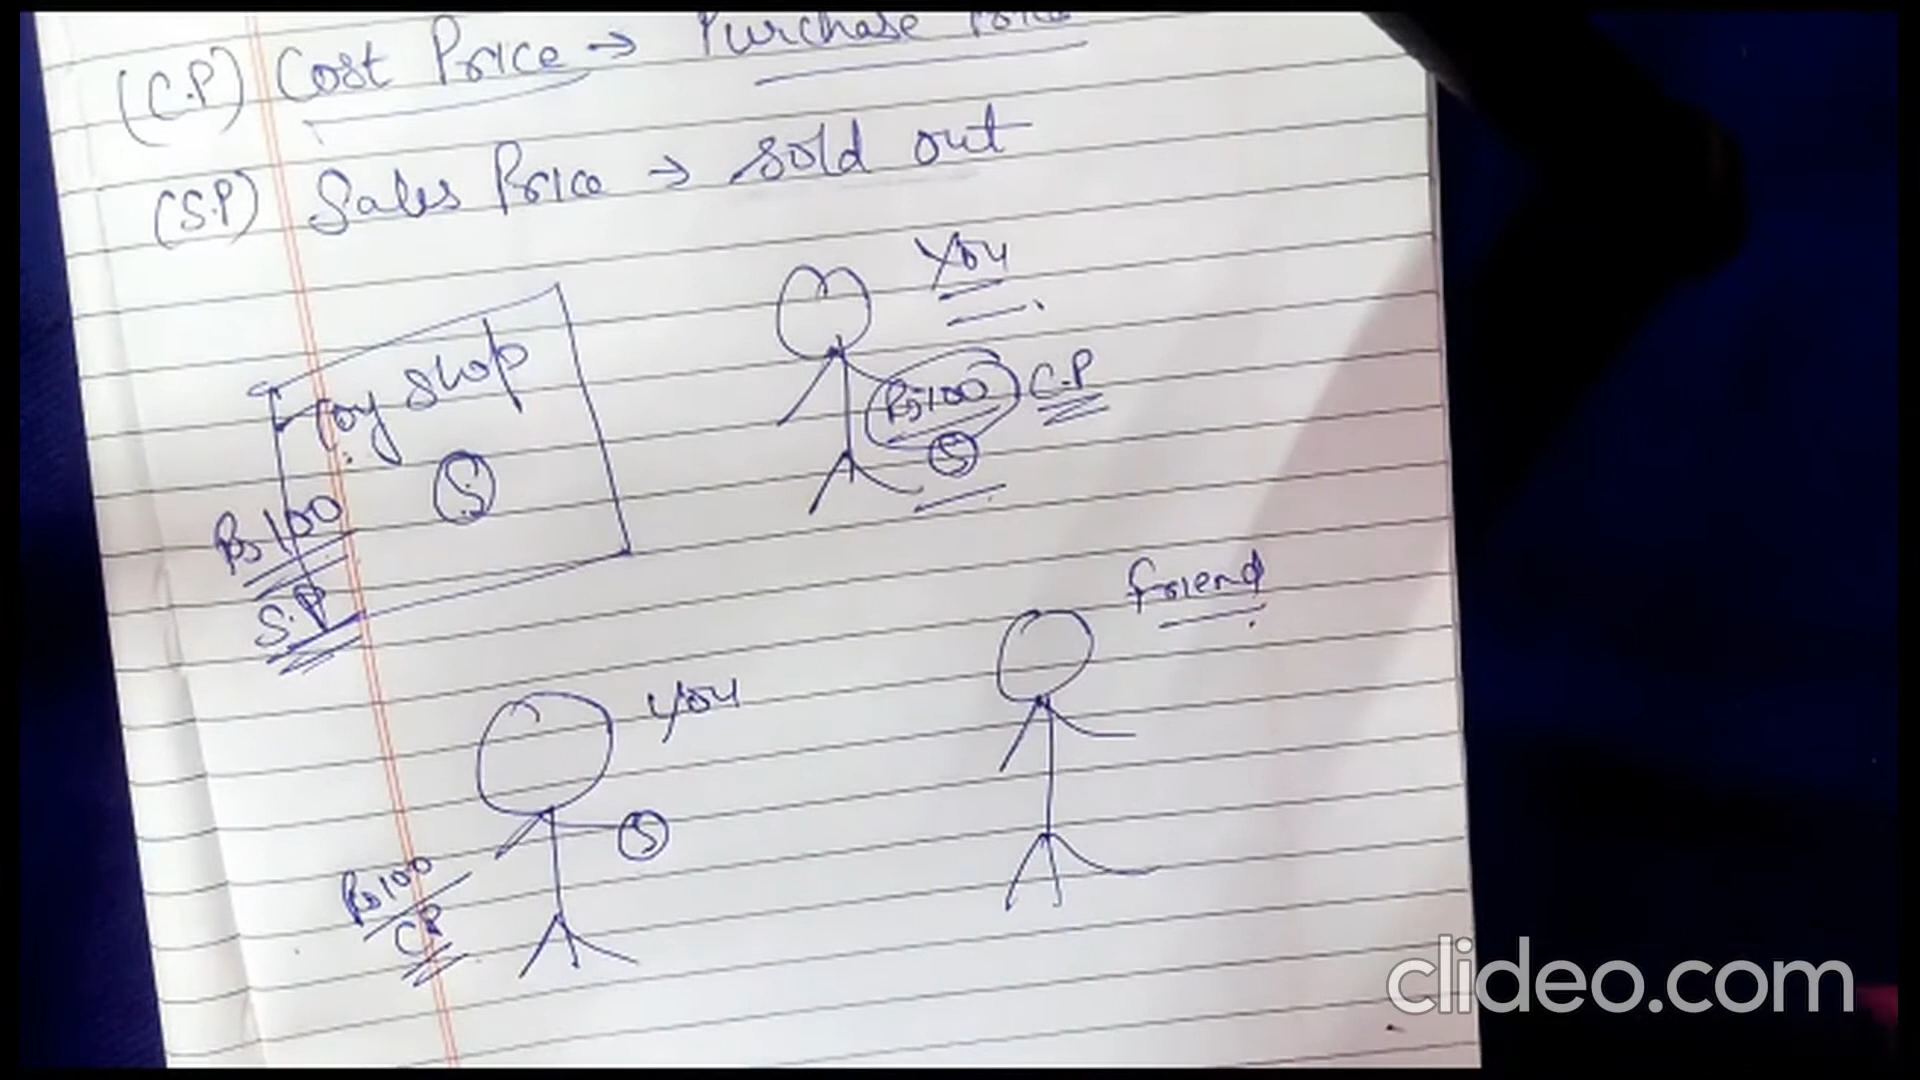 (C.P) Cost Price → Purchase Price
(S.P) Sales Price → sold out
You
Toy shop
Rs 100
C.P
S
S
Rs 100
S.P
friend
You
S
Rs 100
CP
clideo.com